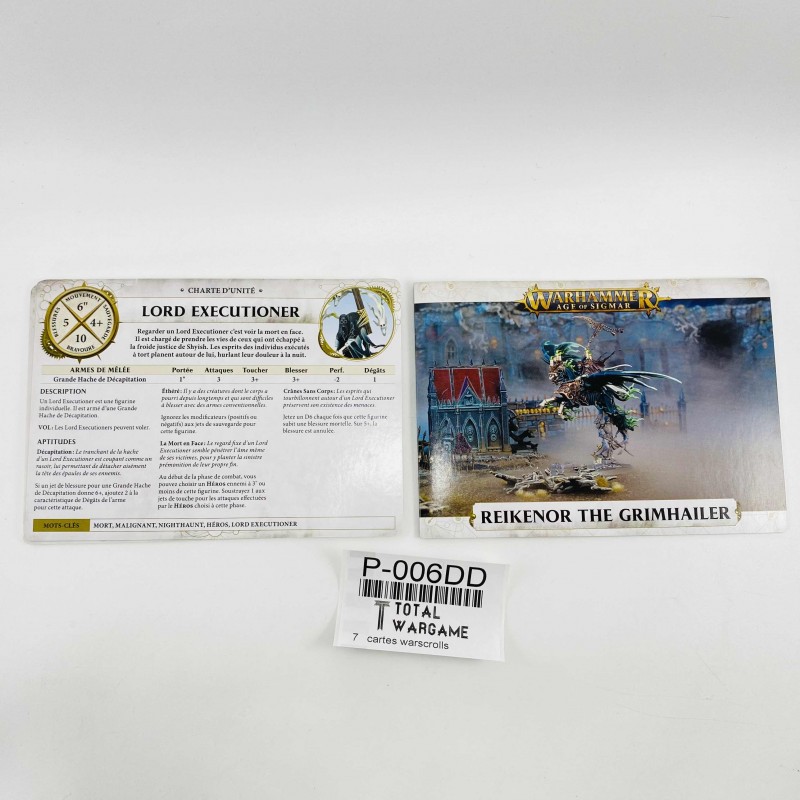 * CHARTE D'UNITÉ *
LORD EXECUTIONER
Regarder un Lord Executioner c'est voir la mort en face.
Il est chargé de prendre les vies de ceux qui ont échappé à
la froide justice de Shyish. Les esprits des individus exécutés
à tort planent autour de lui, hurlant leur douleur à la nuit.
MOUVEMENT
6"
BLESSURES
5
4+
SAUVEGARDE
10
BRAVOURE
ARMES DE MÊLÉE Portée Attaques Toucher Blesser Perf. Dégâts
Grande Hache de Décapitation 1" 3 3+ 3+ -2 1
DESCRIPTION
Un Lord Executioner est une figurine
individuelle. Il est armé d'une Grande
Hache de Décapitation.
VOL : Les Lord Executioners peuvent voler.
APTITUDES
Décapitation : Le tranchant de la hache
d'un Lord Executioner est coupant comme un
rasoir, lui permettant de détacher aisément
la tête des épaules de ses ennemis.
Si un jet de blessure pour une Grande Hache
de Décapitation donne 6+, ajoutez 2 à la
caractéristique de Dégâts de l'arme
pour cette attaque.
Éthéré : Il y a des créatures dont le corps a
pourri depuis longtemps et qui sont difficiles
à blesser avec des armes conventionnelles.
Ignorez les modificateurs (positifs ou
négatifs) aux jets de sauvegarde pour
cette figurine.
La Mort en Face : Le regard fixe d'un Lord
Executioner semble pénétrer l'âme même
de ses victimes, pour y planter la sinistre
prémonition de leur propre fin.
Au début de la phase de combat, vous
pouvez choisir un HÉROS ennemi à 3" ou
moins de cette figurine. Soustrayez 1 aux
jets de touche pour les attaques effectuées
par le HÉROS choisi à cette phase.
Crânes Sans Corps : Les esprits qui
tourbillonnent autour d'un Lord Executioner
préservent son existence des menaces.
Jetez un D6 chaque fois que cette figurine
subit une blessure mortelle. Sur 5+, la
blessure est annulée.
MOTS-CLÉS MORT, MALIGNANT, NIGHTHAUNT, HÉROS, LORD EXECUTIONER
WARHAMMER
AGE OF SIGMAR
REIKENOR THE GRIMHAILER
P-006DD
TOTAL
WARGAME
7 cartes warscrolls